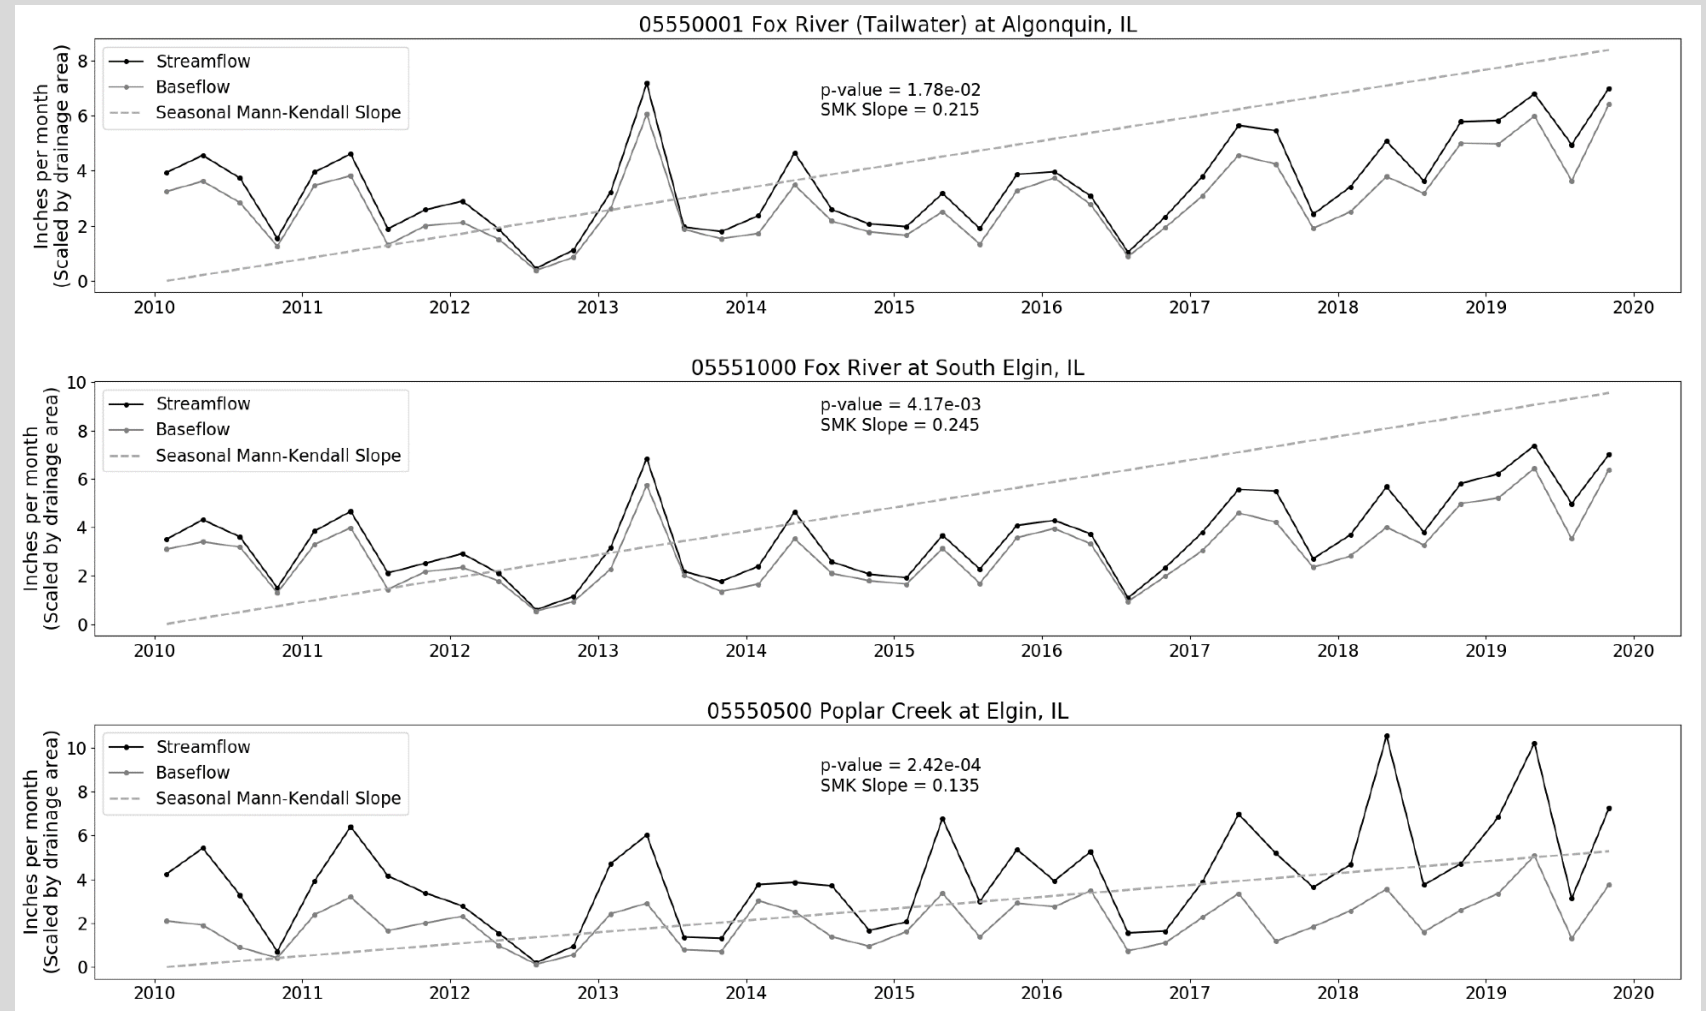 05550001 Fox River (Tailwater) at Algonquin, IL
Inches per month
(Scaled by drainage area)
8
6
4
2
0
Streamflow
Baseflow
Seasonal Mann-Kendall Slope
p-value = 1.78e-02
SMK Slope = 0.215
2010 2011 2012 2013 2014 2015 2016 2017 2018 2019 2020
05551000 Fox River at South Elgin, IL
Inches per month
(Scaled by drainage area)
10
8
6
4
2
0
Streamflow
Baseflow
Seasonal Mann-Kendall Slope
p-value = 4.17e-03
SMK Slope = 0.245
2010 2011 2012 2013 2014 2015 2016 2017 2018 2019 2020
05550500 Poplar Creek at Elgin, IL
Inches per month
(Scaled by drainage area)
10
8
6
4
2
0
Streamflow
Baseflow
Seasonal Mann-Kendall Slope
p-value = 2.42e-04
SMK Slope = 0.135
2010 2011 2012 2013 2014 2015 2016 2017 2018 2019 2020